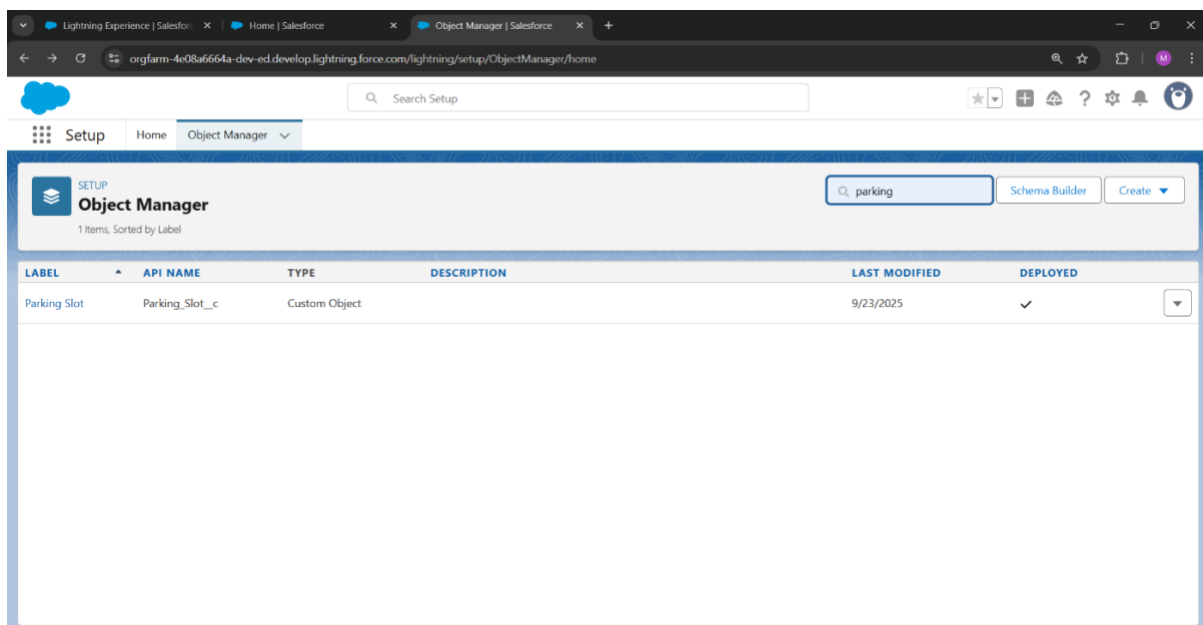 Lightning Experience | Salesforc
Home | Salesforce
Object Manager | Salesforce
orgfarm-4e08a6664a-dev-ed.develop.lightning.force.com/lightning/setup/ObjectManager/home
M
Search Setup
Setup
Home
Object Manager
SETUP
Object Manager
1 Items, Sorted by Label
parking
Schema Builder
Create
LABEL API NAME TYPE DESCRIPTION LAST MODIFIED DEPLOYED
Parking Slot Parking_Slot__c Custom Object 9/23/2025